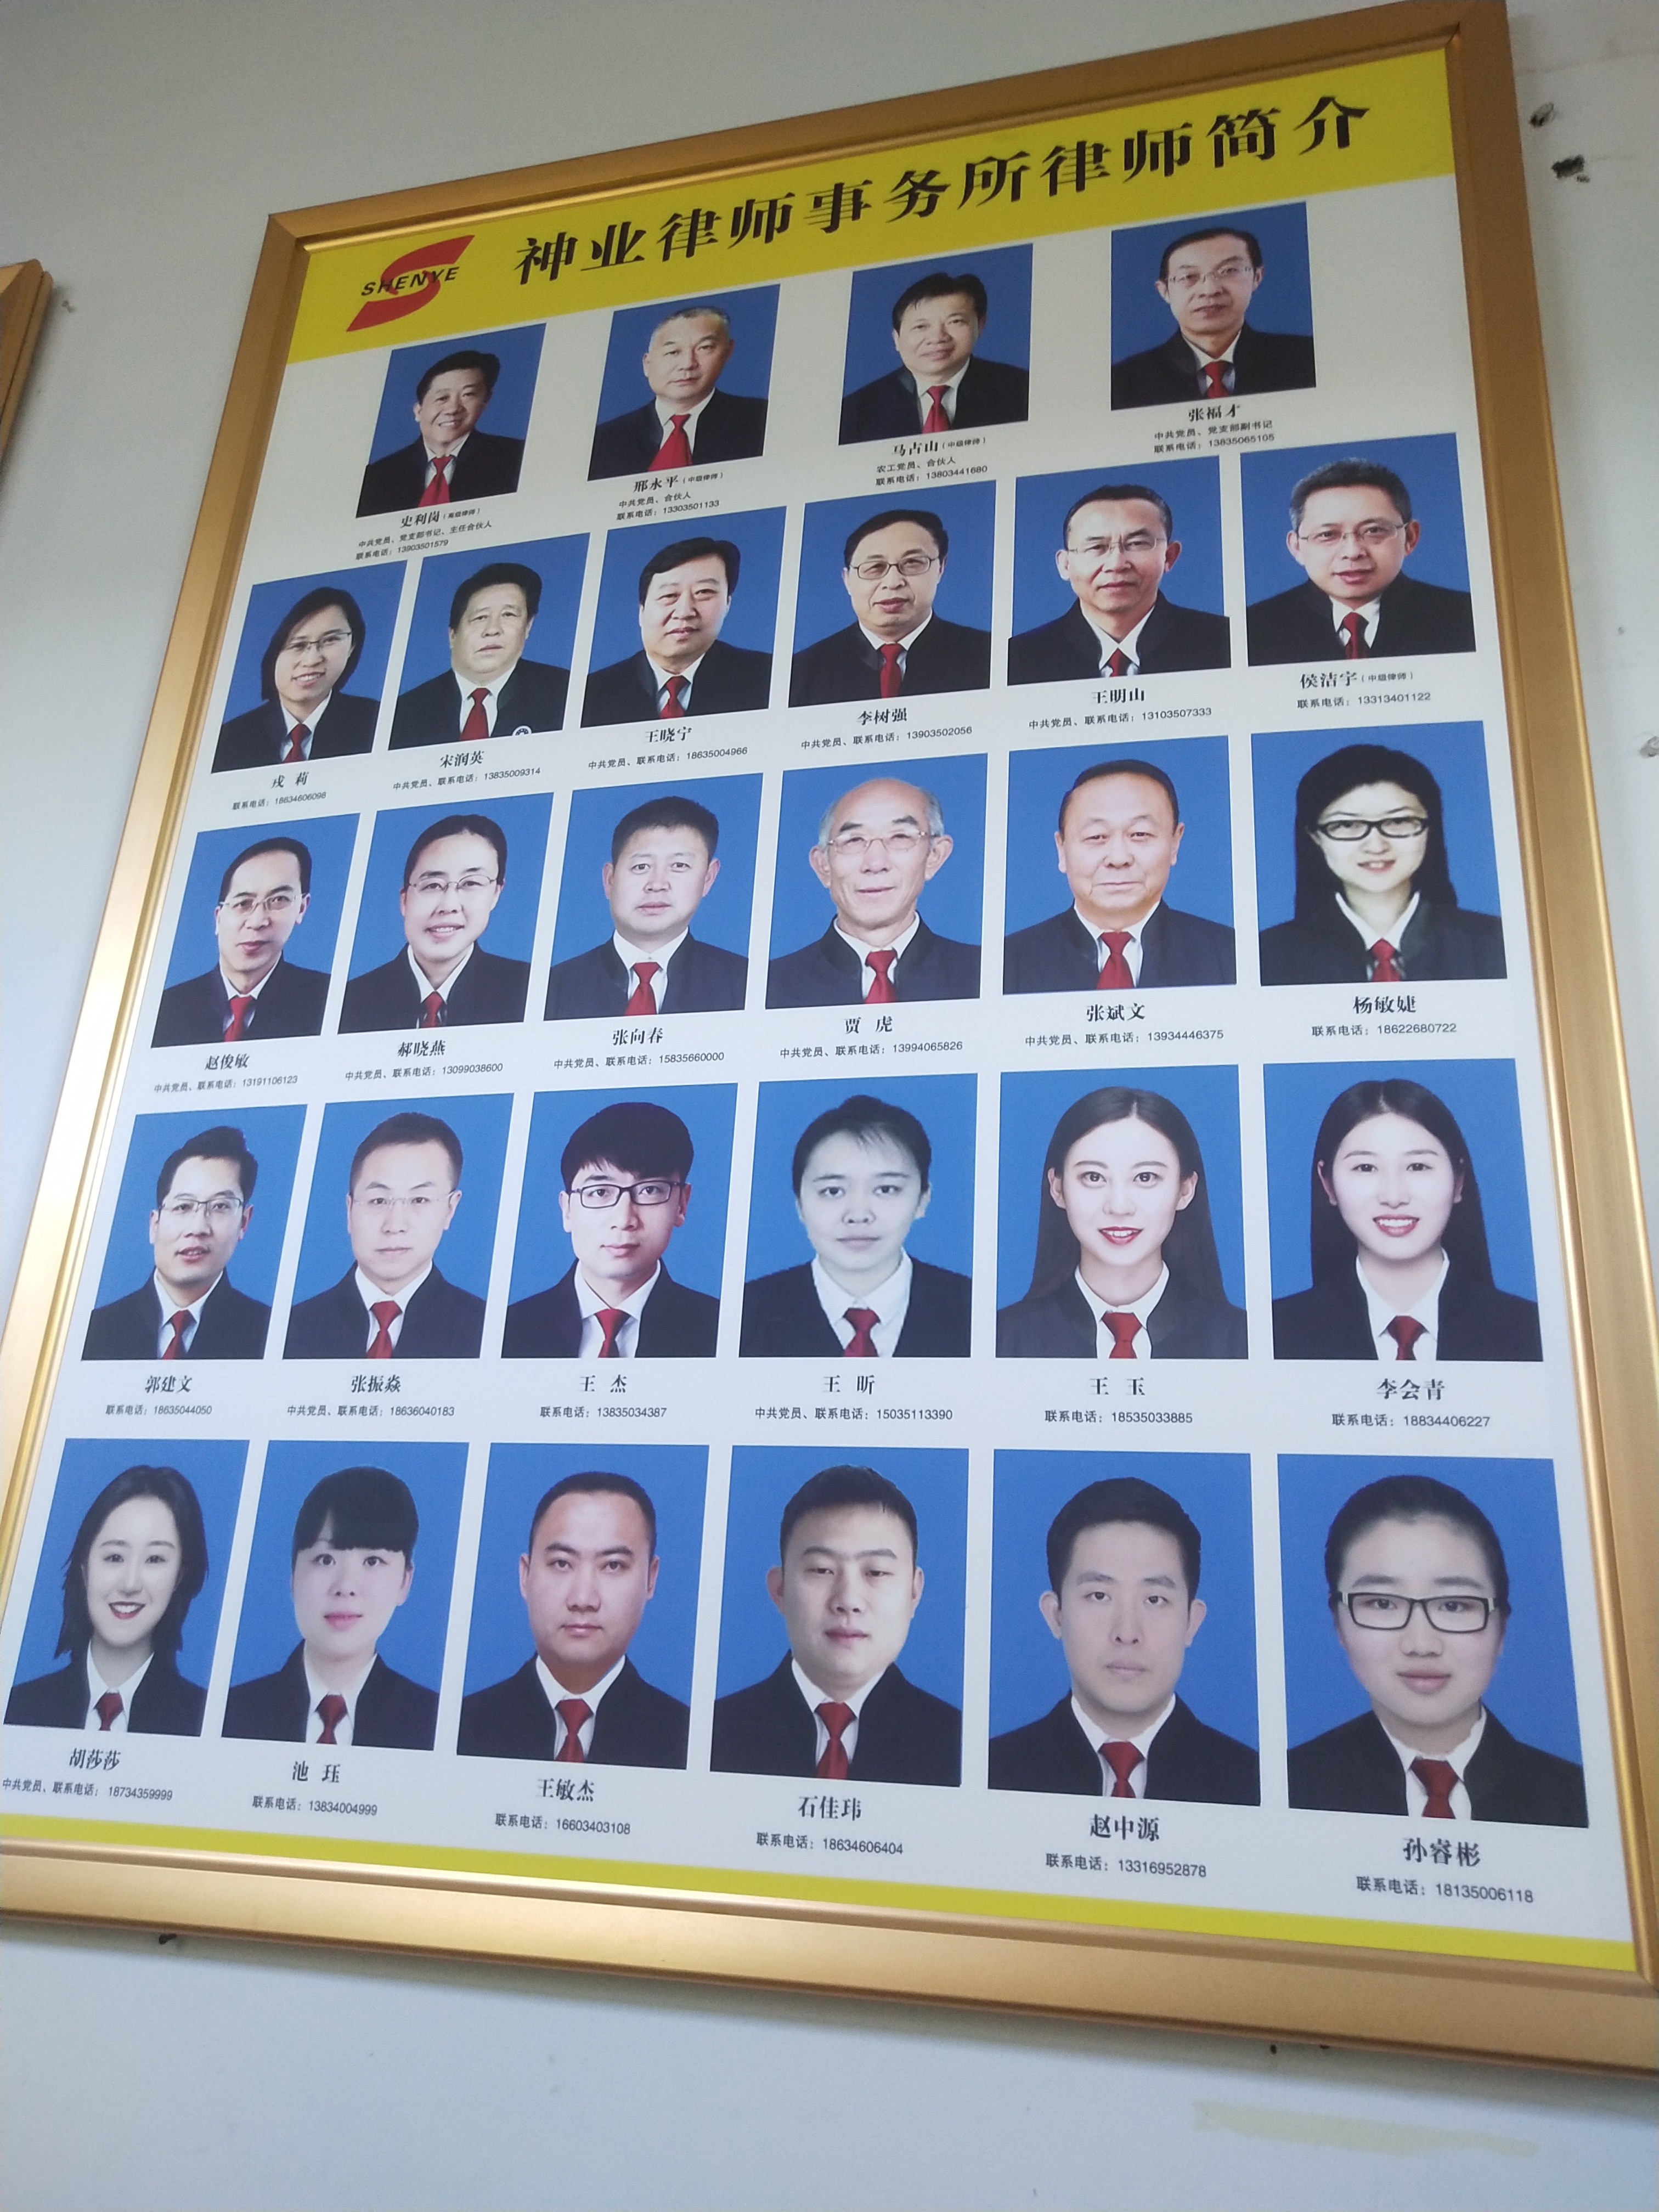 神业律师事务所律师简介
SHENYE
史利岗（高级律师）
中共党员、党支部书记、主任合伙人
联系电话：13903501579
邢永平（中级律师）
中共党员、合伙人
联系电话：13303501133
马占山（中级律师）
农工党员、合伙人
联系电话：13803441680
张福才
中共党员、党支部副书记
联系电话：13835065105
戎 莉
联系电话：18634606098
宋润英
中共党员、联系电话：13835009314
王晓宁
中共党员、联系电话：18635004966
李树强
中共党员、联系电话：13903502056
王明山
中共党员、联系电话：13103507333
侯洁宇（中级律师）
联系电话：13313401122
赵俊敏
中共党员、联系电话：13191106123
郝晓燕
中共党员、联系电话：13099038600
张向春
中共党员、联系电话：15835660000
贾 虎
中共党员、联系电话：13994065826
张斌文
中共党员、联系电话：13934446375
杨敏婕
联系电话：18622680722
郭建文
联系电话：18635044050
张振焱
中共党员、联系电话：18636040183
王 杰
联系电话：13835034387
王 昕
中共党员、联系电话：15035113390
王 玉
联系电话：18535033885
李会青
联系电话：18834406227
胡莎莎
中共党员、联系电话：18734359999
池 珏
联系电话：13834004999
王敏杰
联系电话：16603403108
石佳玮
联系电话：18634606404
赵中源
联系电话：13316952878
孙睿彬
联系电话：18135006118